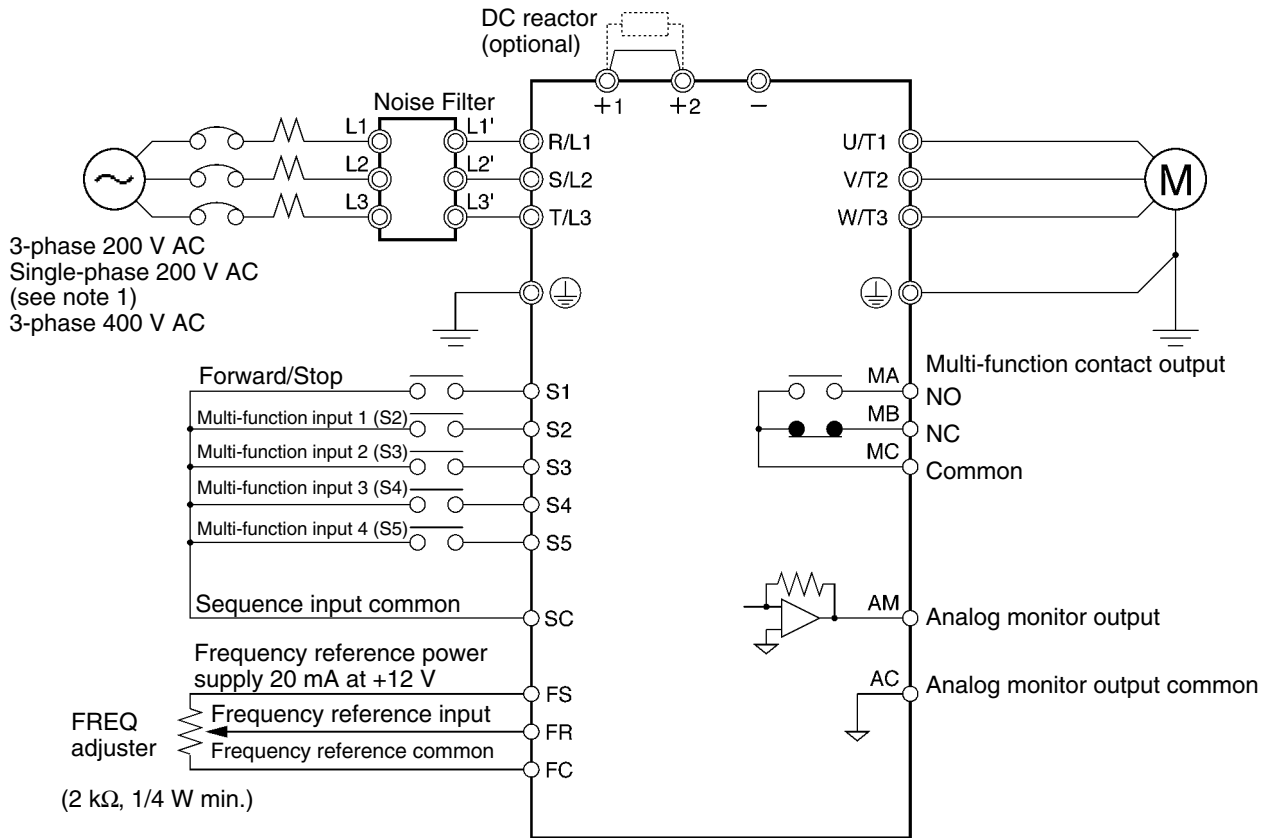 DC reactor
(optional)
+1
+2
−
Noise Filter
L1
L1'
R/L1
U/T1
L2
L2'
S/L2
V/T2
M
L3
L3'
T/L3
W/T3
3-phase 200 V AC
Single-phase 200 V AC
(see note 1)
3-phase 400 V AC
Forward/Stop
S1
Multi-function input 1 (S2)
S2
Multi-function input 2 (S3)
S3
Multi-function input 3 (S4)
S4
Multi-function input 4 (S5)
S5
Sequence input common
SC
Multi-function contact output
MA
NO
MB
NC
MC
Common
AM
Analog monitor output
AC
Analog monitor output common
Frequency reference power
supply 20 mA at +12 V
FS
FREQ
adjuster
Frequency reference input
FR
Frequency reference common
FC
(2 kΩ, 1/4 W min.)